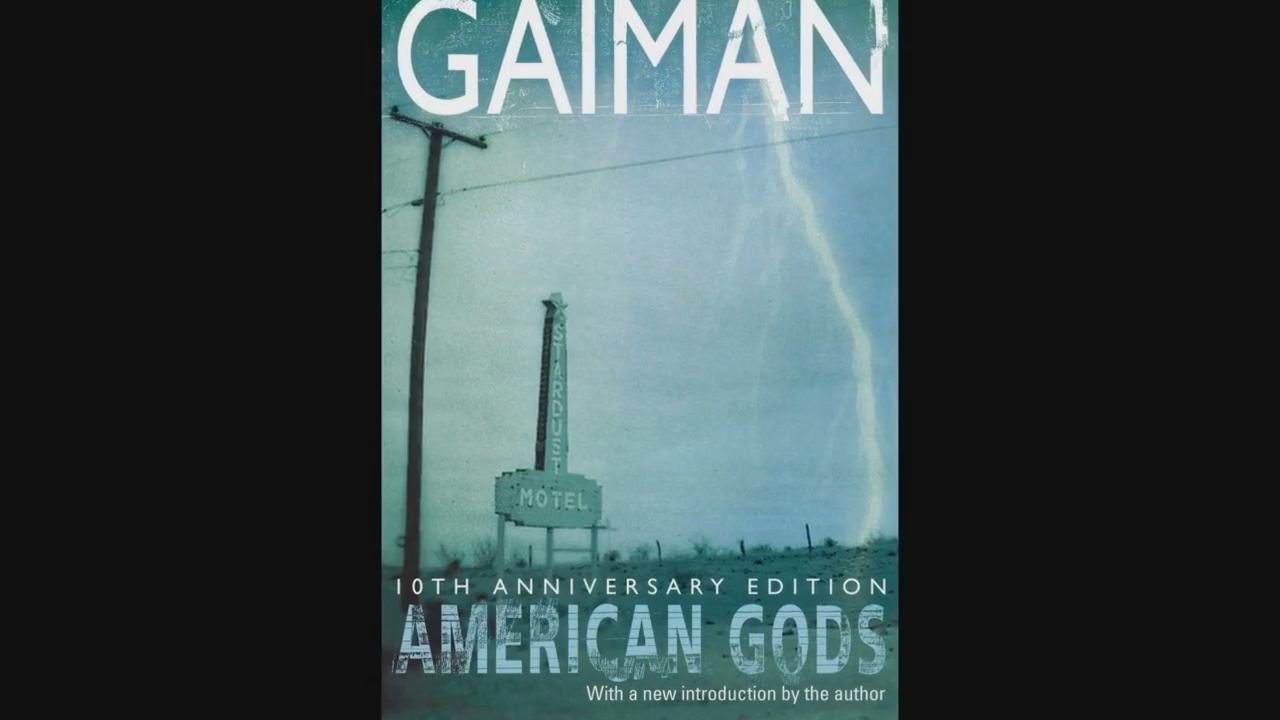 GAIMAN
STARDUST
MOTEL
10TH ANNIVERSARY EDITION
AMERICAN GODS
With a new introduction by the author